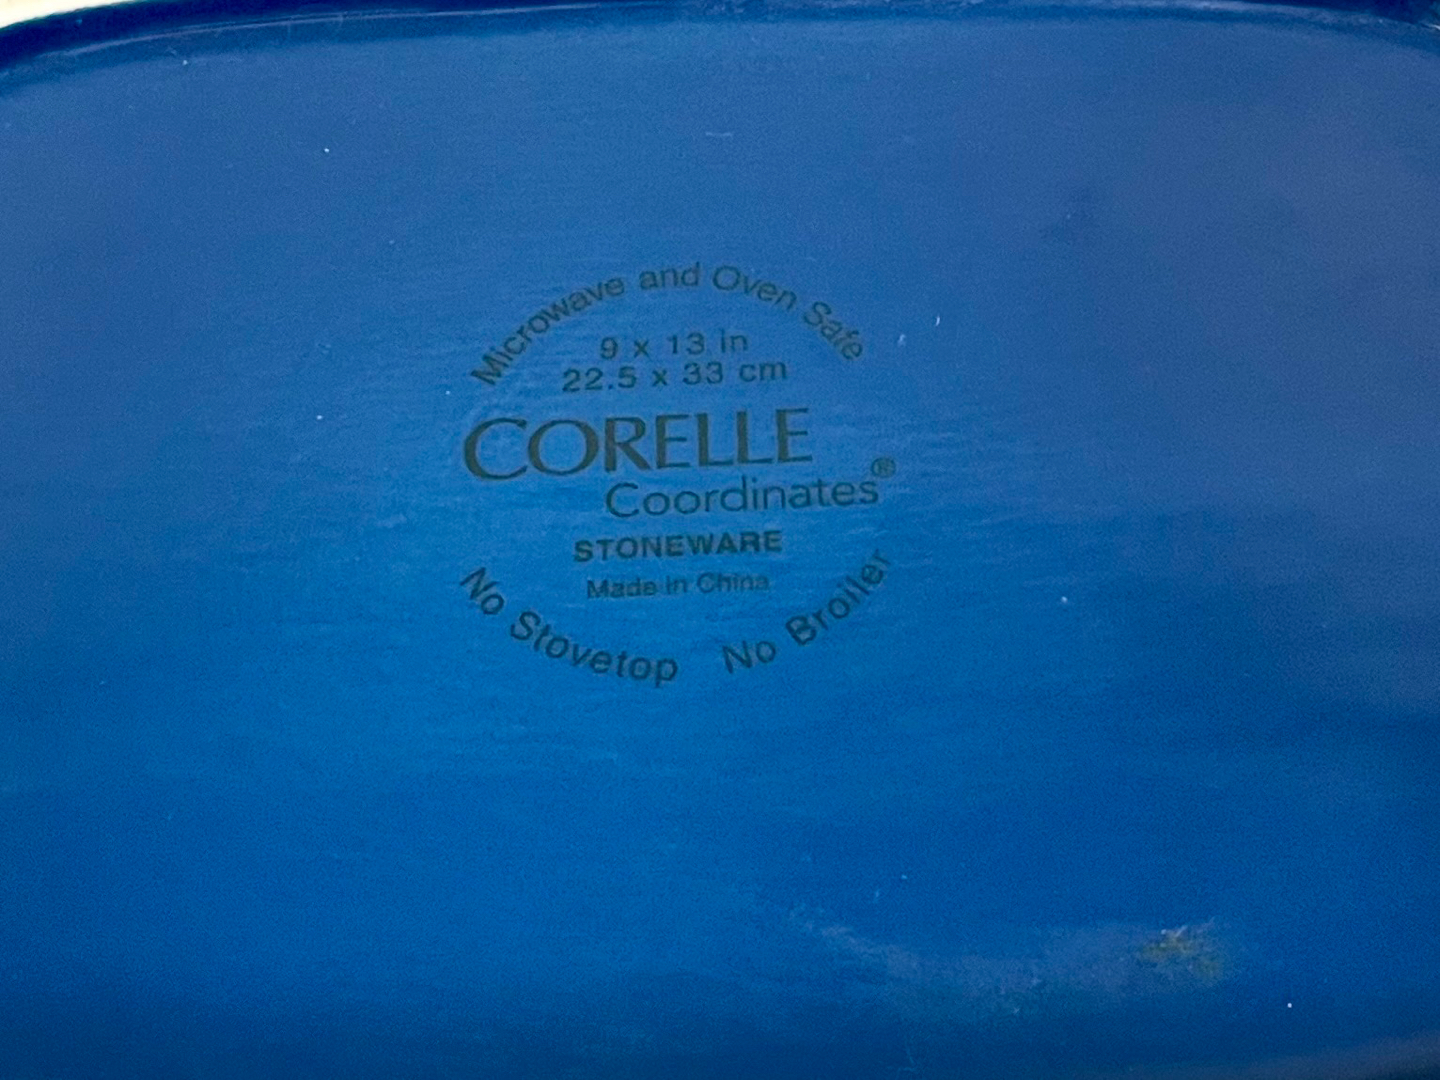 Microwave and Oven Safe
9 x 13 in
22.5 x 33 cm
CORELLE
Coordinates®
STONEWARE
Made in China
No Stovetop No Broiler